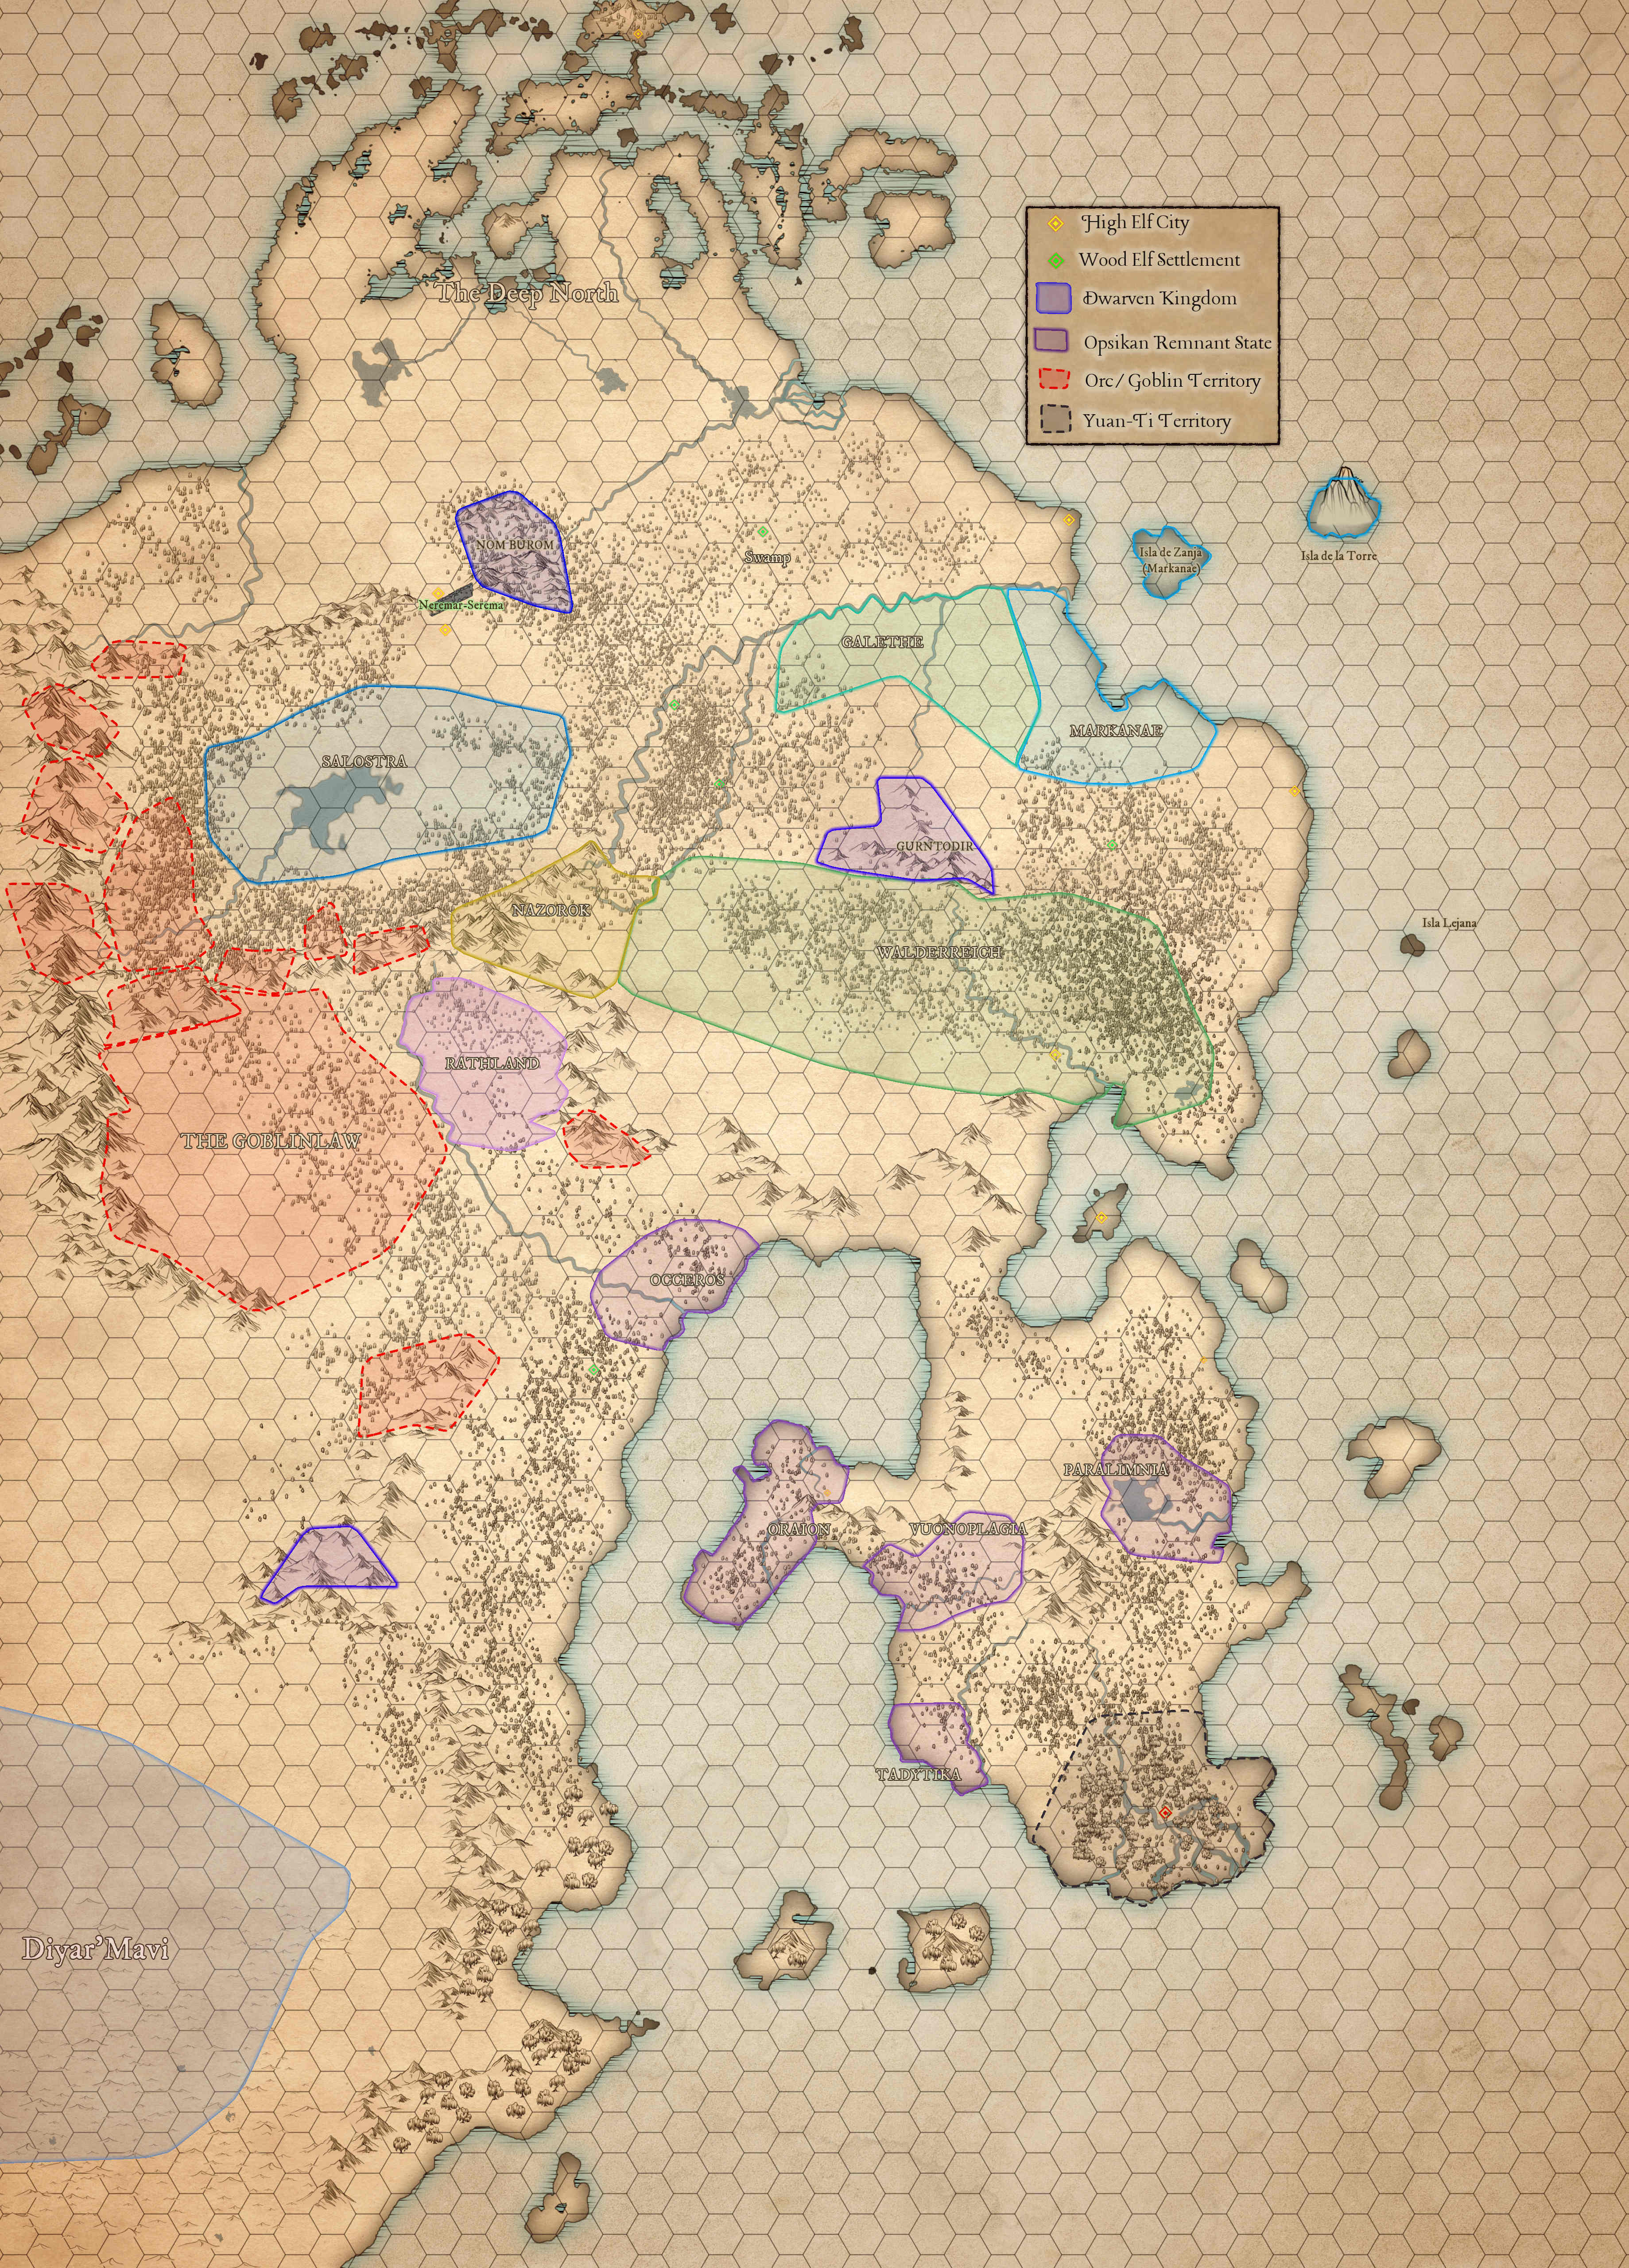 High Elf City
Wood Elf Settlement
Dwarven Kingdom
Opsikan Remnant State
Orc/Goblin Territory
Yuan-Ti Territory
The Deep North
NOM BUROM
Swamp
Isla de Zanja
(Markanae)
Isla de la Torre
Neremar-Serema
GALETHE
MARKANAE
SALOSTRA
GURNTODIR
NAZOROK
Isla Lejana
WALDERREICH
RATHLAND
THE GOBLINLAW
OCCEROS
PARALIMNIA
ORAION
VUONOPLAGIA
TADYTIKA
Diyar'Mavi